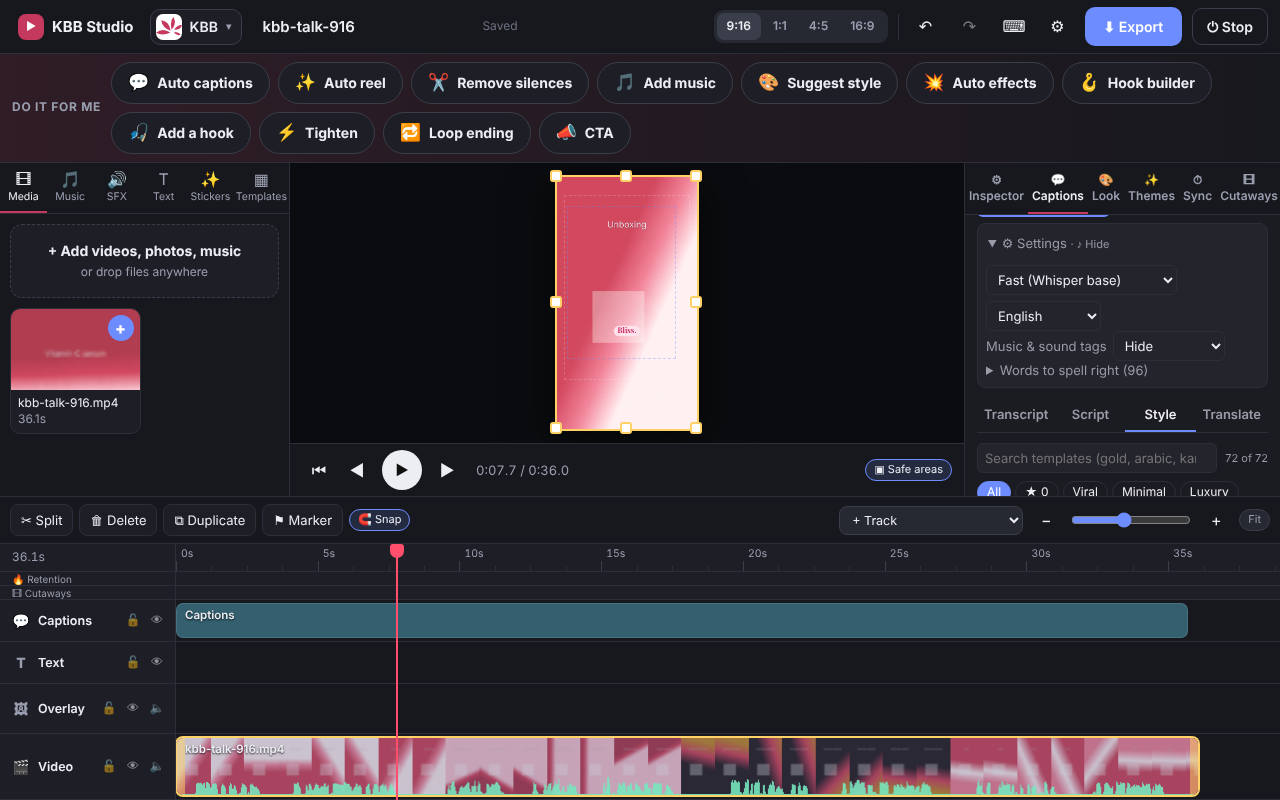 KBB Studio
KBB
kbb-talk-916
Saved
9:16
1:1
4:5
16:9
Export
Stop
DO IT FOR ME
Auto captions
Auto reel
Remove silences
Add music
Suggest style
Auto effects
Hook builder
Add a hook
Tighten
Loop ending
CTA
Media
Music
SFX
Text
Stickers
Templates
+ Add videos, photos, music
or drop files anywhere
Vitamin C serum
kbb-talk-916.mp4
36.1s
Unboxing
Bliss.
0:07.7 / 0:36.0
Safe areas
Inspector
Captions
Look
Themes
Sync
Cutaways
Settings · ♪ Hide
Fast (Whisper base)
English
Music & sound tags
Hide
Words to spell right (96)
Transcript
Script
Style
Translate
Search templates (gold, arabic, kar
72 of 72
All
★ 0
Viral
Minimal
Luxury
Split
Delete
Duplicate
Marker
Snap
+ Track
Fit
36.1s
0s
5s
10s
15s
20s
25s
30s
35s
Retention
Cutaways
Captions
Captions
Text
Overlay
Video
kbb-talk-916.mp4